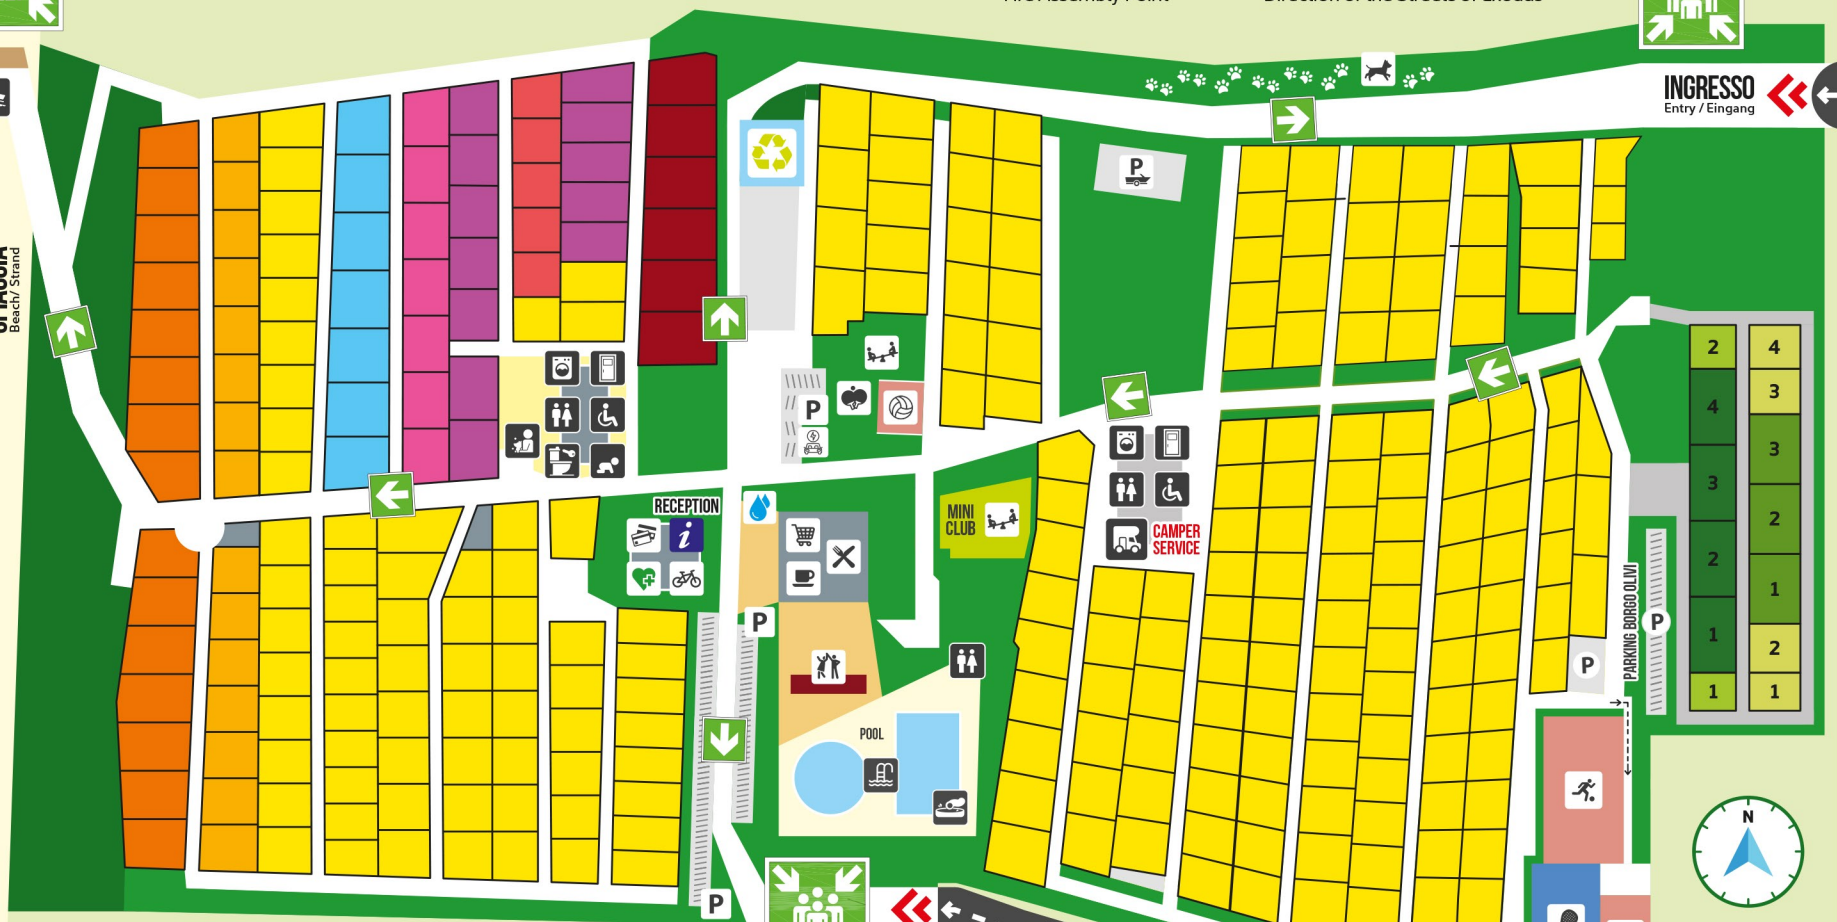 INGRESSO
Entry / Eingang
P
Beach/ Strand
P
RECEPTION
i
MINI
CLUB
CAMPER
SERVICE
P
POOL
P
P
PARKING BORGO OLIVI
P
2
4
3
2
1
1
4
3
3
2
1
2
1
N